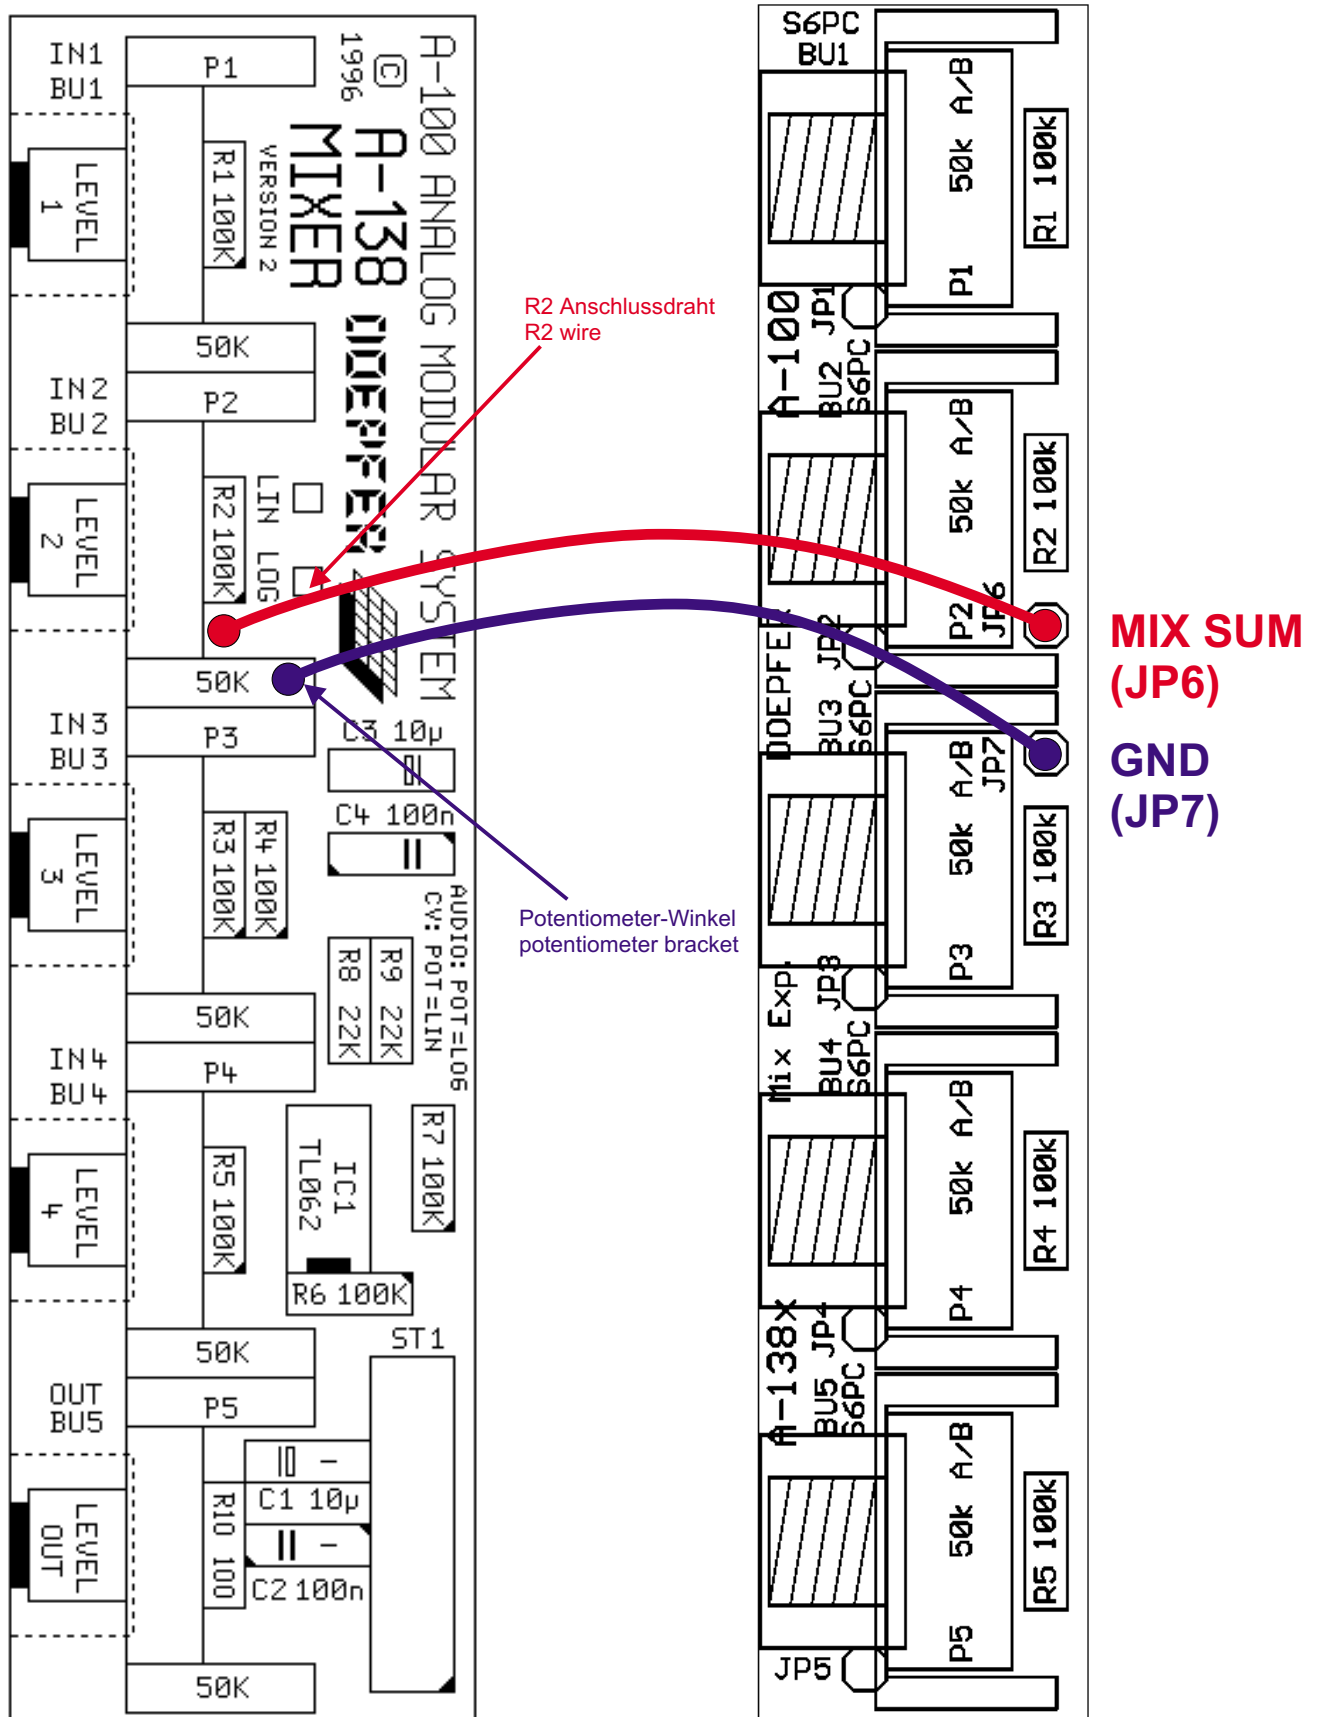 IN1
BU1
P1
LEVEL
1
R1 100K
VERSION 2
MIXER
A-138
DOEPFER
©
1996
A-100 ANALOG MODULAR SYSTEM
50K
IN2
BU2
P2
LEVEL
2
R2 100K
LIN LOG
50K
IN3
BU3
P3
C3 10µ
C4 100n
LEVEL
3
R3 100K
R4 100K
AUDIO: POT=LOG
CV: POT=LIN
R8 22K
R9 22K
50K
IN4
BU4
P4
LEVEL
4
R5 100K
IC1
TL062
R7 100K
R6 100K
ST1
50K
OUT
BU5
P5
LEVEL
OUT
R10 100
C1 10µ
C2 100n
50K
R2 Anschlussdraht
R2 wire
Potentiometer-Winkel
potentiometer bracket
S6PC
BU1
P1 50k A/B
R1 100k
JP1
A-100
BU2
S6PC
P2 50k A/B
R2 100k
JP6
JP2
DOEPFER
BU3
S6PC
JP7
P3 50k A/B
R3 100k
JP3
Mix Exp.
BU4
S6PC
P4 50k A/B
R4 100k
JP4
A-138x
BU5
S6PC
P5 50k A/B
R5 100k
JP5
MIX SUM
(JP6)
GND
(JP7)